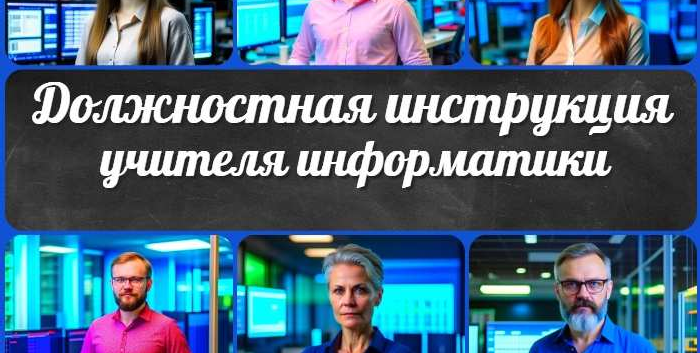 Должностная инструкция
учителя информатики